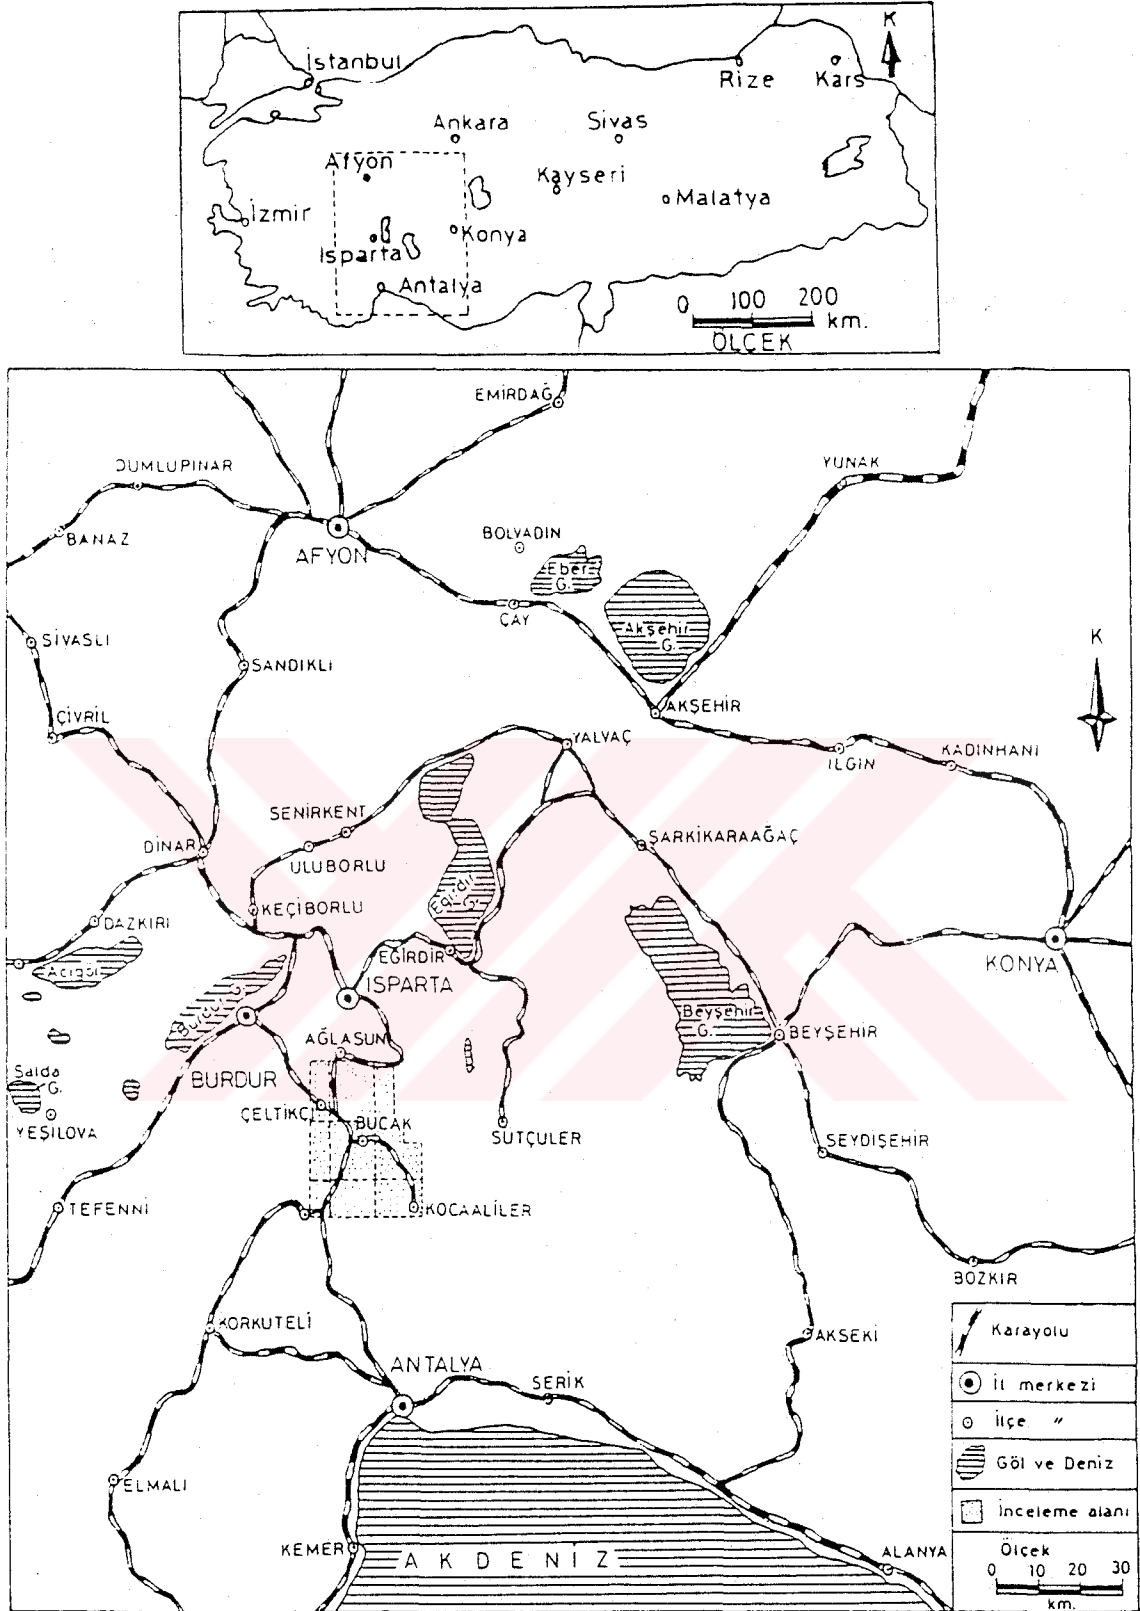 K
İstanbul
Rize
Kars
Ankara
Sivas
Afyon
Kayseri
Malatya
İzmir
Konya
Isparta
Antalya
0 100 200
km.
ÖLÇEK
EMİRDAĞ
DUMLUPINAR
YUNAK
BANAZ
BOLVADIN
AFYON
Eber
G.
ÇAY
Akşehir
G.
SİVASLI
K
SANDIKLI
AKŞEHİR
ÇİVRİL
YALVAÇ
ILGIN
KADINHANI
SENİRKENT
DİNAR
ŞARKİKARAAĞAÇ
ULUBORLU
Eğirdir
G.
KEÇİBORLU
DAZKIRI
EĞİRDİR
KONYA
Acıgöl
ISPARTA
Burdur G.
Beyşehir
G.
BEYŞEHİR
AĞLASUN
Salda
G.
BURDUR
ÇELTİKÇİ
BUCAK
YEŞİLOVA
SÜTÇÜLER
SEYDİŞEHİR
TEFENNİ
KOCAALİLER
BOZKIR
KORKUTELİ
AKSEKİ
Karayolu
ANTALYA
SERİK
İl merkezi
İlçe "
Göl ve Deniz
ELMALI
İnceleme alanı
KEMER
AKDENİZ
ALANYA
Ölçek
0 10 20 30
km.